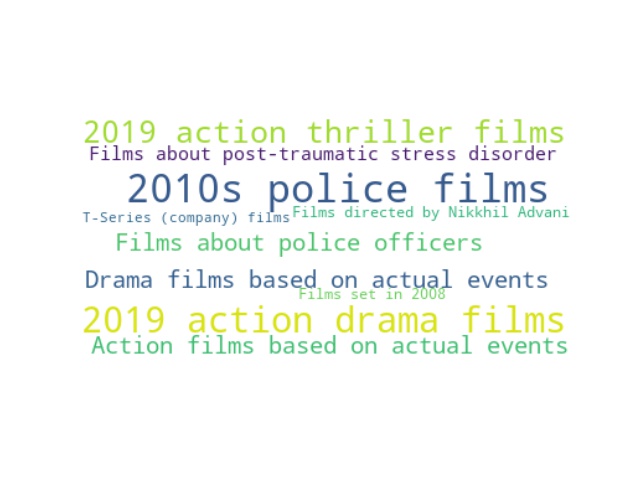 2019 action thriller films
Films about post-traumatic stress disorder
2010s police films
T-Series (company) films
Films directed by Nikkhil Advani
Films about police officers
Drama films based on actual events
Films set in 2008
2019 action drama films
Action films based on actual events